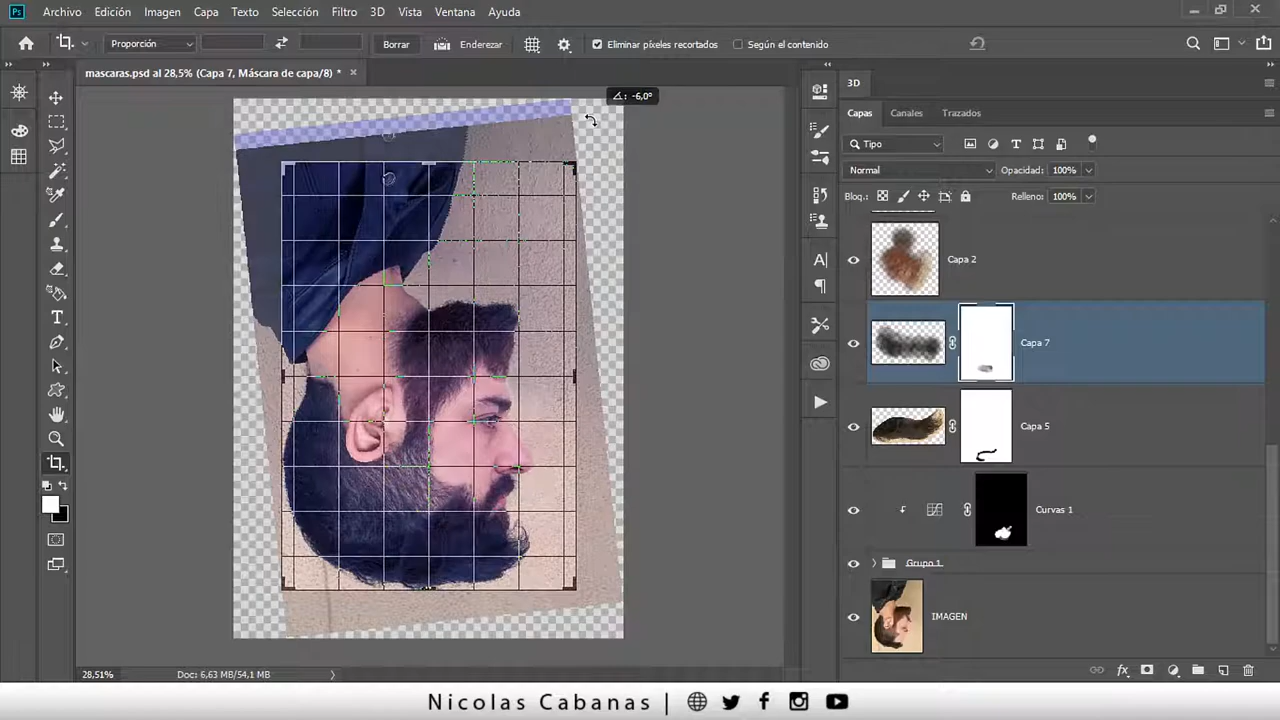 Ps Archivo Edición Imagen Capa Texto Selección Filtro 3D Vista Ventana Ayuda
Proporción Borrar Enderezar Eliminar píxeles recortados Según el contenido
mascaras.psd al 28,5% (Capa 7, Máscara de capa/8) * ×
3D
-6,0°
Capas Canales Trazados
Tipo
Normal Opacidad: 100%
Bloq.: Relleno: 100%
Capa 2
Capa 7
Capa 5
Curvas 1
Grupo 1
IMAGEN
28,51% Doc: 6,63 MB/54,1 MB
Nicolas Cabanas |